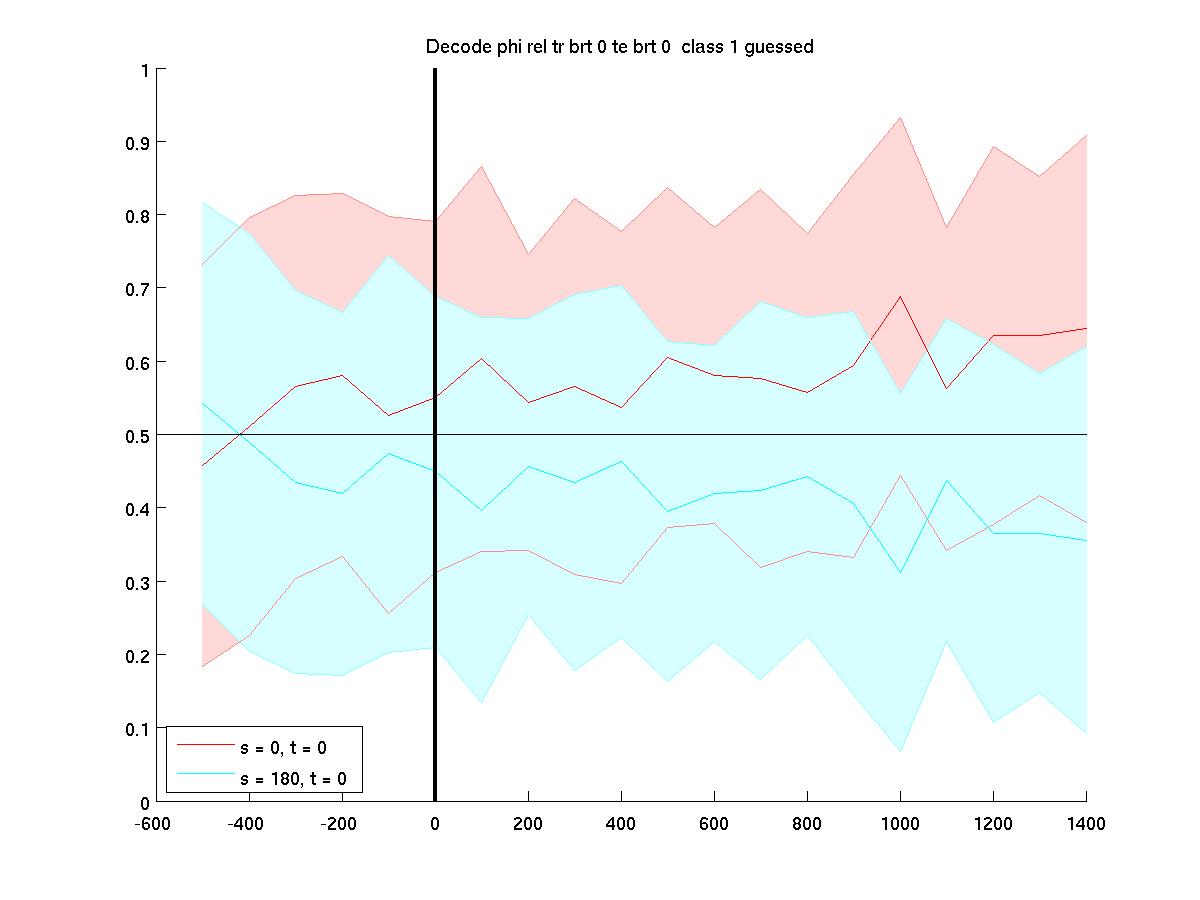 Decode phi rel tr brt 0 te brt 0  class 1 guessed
1
0.9
0.8
0.7
0.6
0.5
0.4
0.3
0.2
0.1
0
s = 0, t = 0
s = 180, t = 0
-600 -400 -200 0 200 400 600 800 1000 1200 1400